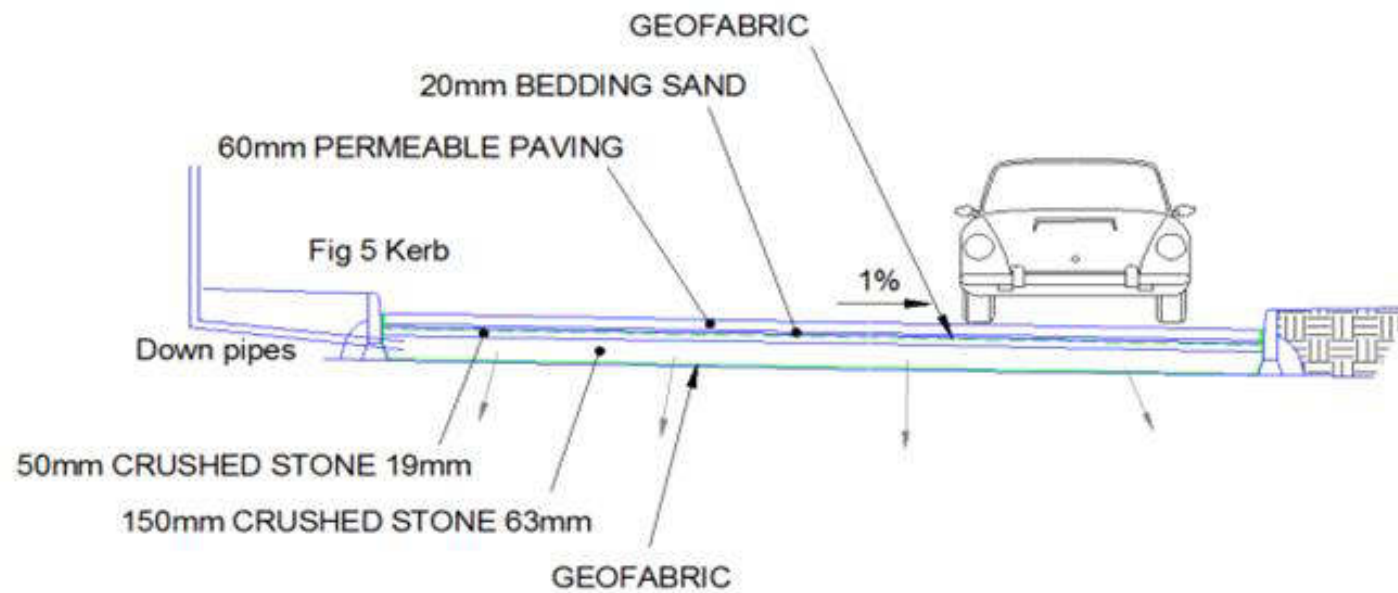 GEOFABRIC
20mm BEDDING SAND
60mm PERMEABLE PAVING
Fig 5 Kerb
1%
Down pipes
50mm CRUSHED STONE 19mm
150mm CRUSHED STONE 63mm
GEOFABRIC